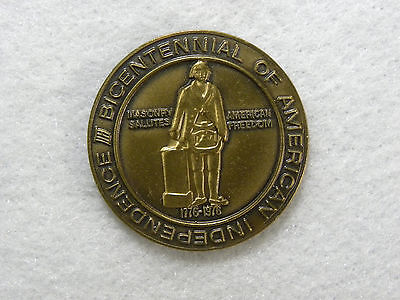 BICENTENNIAL OF AMERICAN INDEPENDENCE
MASONRY AMERICAN
SALUTES FREEDOM
1776-1976